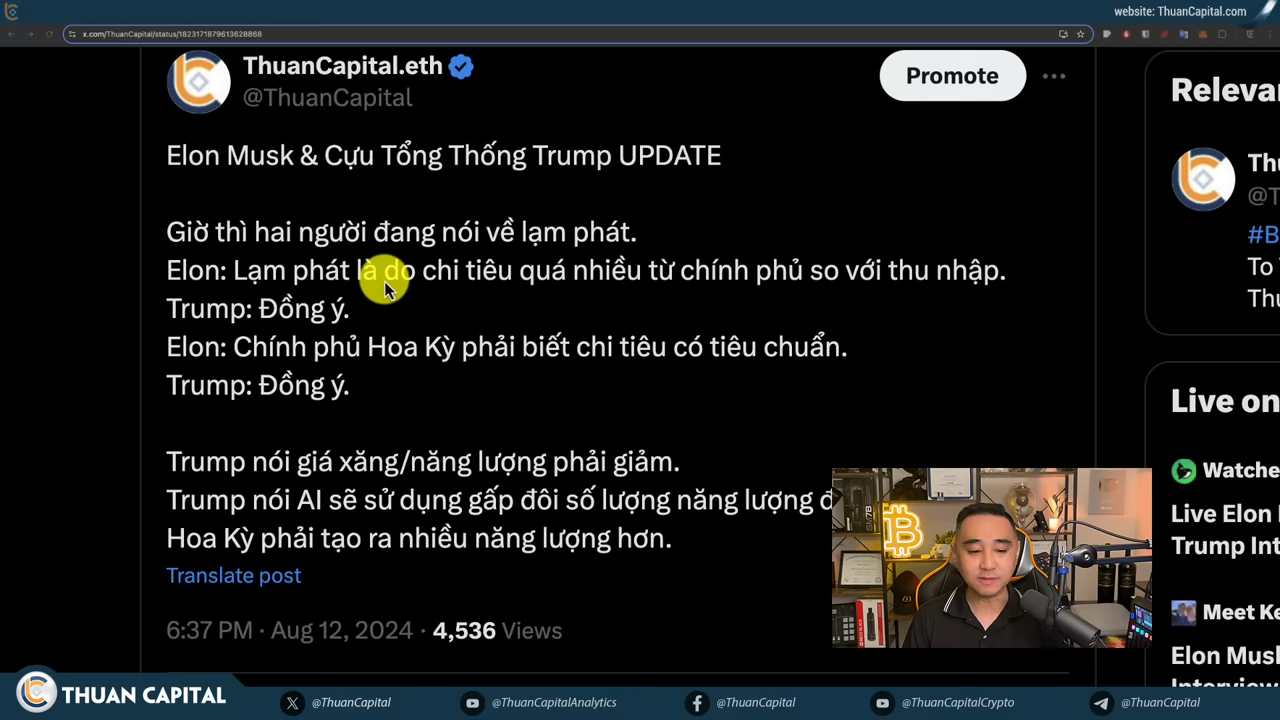 website: ThuanCapital.com
x.com/ThuanCapital/status/1823171879613628868
ThuanCapital.eth
@ThuanCapital
Promote
Elon Musk & Cựu Tổng Thống Trump UPDATE
Giờ thì hai người đang nói về lạm phát.
Elon: Lạm phát là do chi tiêu quá nhiều từ chính phủ so với thu nhập.
Trump: Đồng ý.
Elon: Chính phủ Hoa Kỳ phải biết chi tiêu có tiêu chuẩn.
Trump: Đồng ý.
Trump nói giá xăng/năng lượng phải giảm.
Trump nói AI sẽ sử dụng gấp đôi số lượng năng lượng
Hoa Kỳ phải tạo ra nhiều năng lượng hơn.
Translate post
6:37 PM · Aug 12, 2024 · 4,536 Views
Live on
Live Elon
Trump Int
THUAN CAPITAL
@ThuanCapital
@ThuanCapitalAnalytics
@ThuanCapital
@ThuanCapitalCrypto
@ThuanCapital